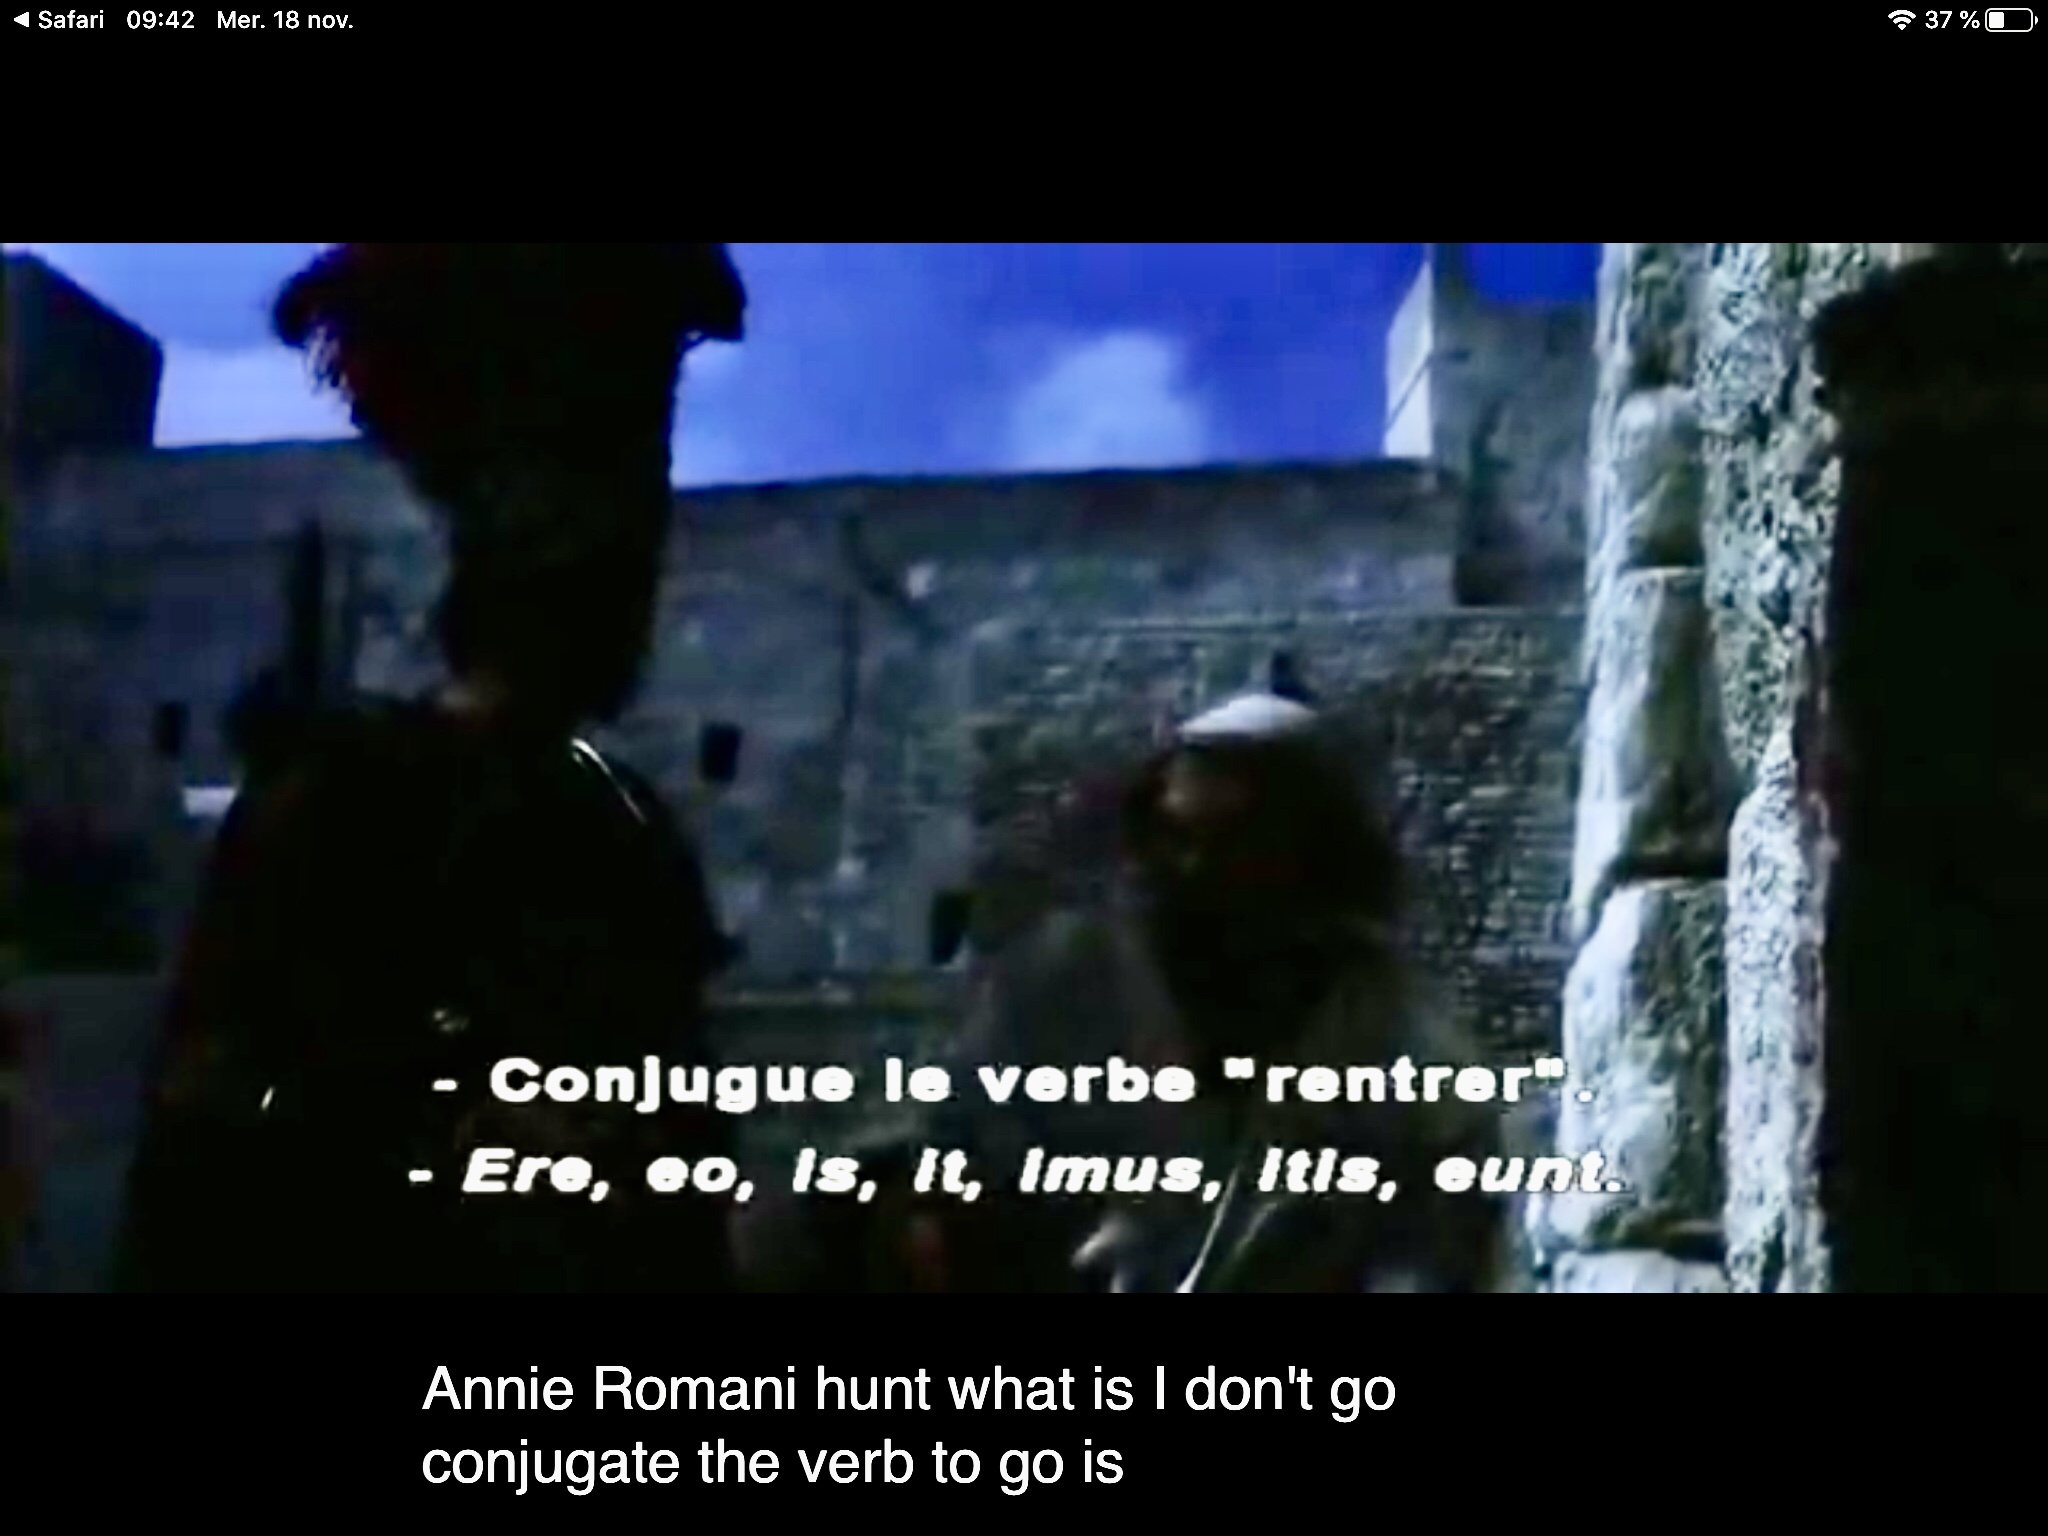 Safari 09:42 Mer. 18 nov. 37 %
- Conjugue le verbe "rentrer".
- Ere, eo, is, it, imus, itis, eunt.
Annie Romani hunt what is I don't go
conjugate the verb to go is